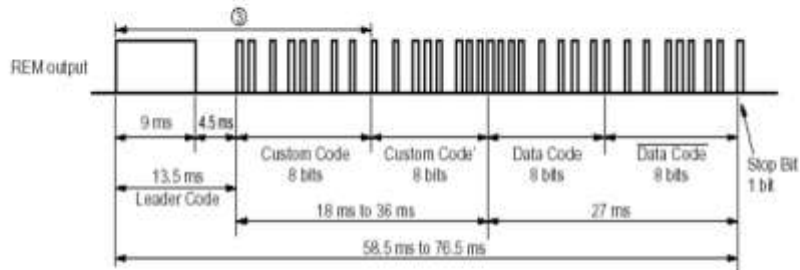 ③
REM output
9 ms
4.5 ms
Custom Code
8 bits
Custom Code'
8 bits
Data Code
8 bits
Data Code
8 bits
Stop Bit
1 bit
13.5 ms
Leader Code
18 ms to 36 ms
27 ms
58.5 ms to 76.5 ms